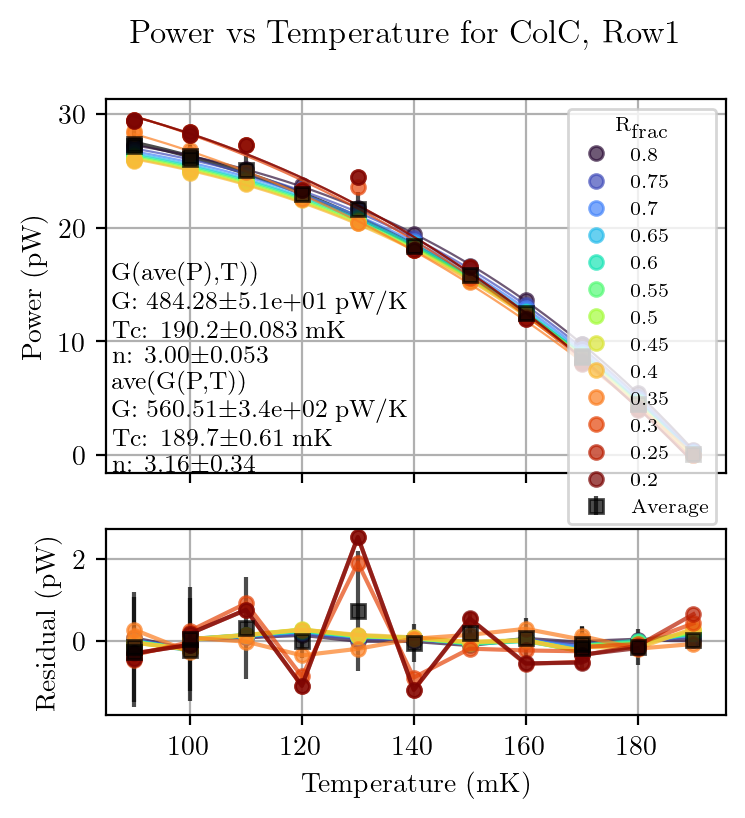 Power vs Temperature for ColC, Row1
30
20
10
0
Power (pW)
G(ave(P),T))
G: 484.28±5.1e+01 pW/K
Tc: 190.2±0.083 mK
n: 3.00±0.053
ave(G(P,T))
G: 560.51±3.4e+02 pW/K
Tc: 189.7±0.61 mK
n: 3.16±0.34
R_frac
0.8
0.75
0.7
0.65
0.6
0.55
0.5
0.45
0.4
0.35
0.3
0.25
0.2
Average
2
0
Residual (pW)
100 120 140 160 180
Temperature (mK)